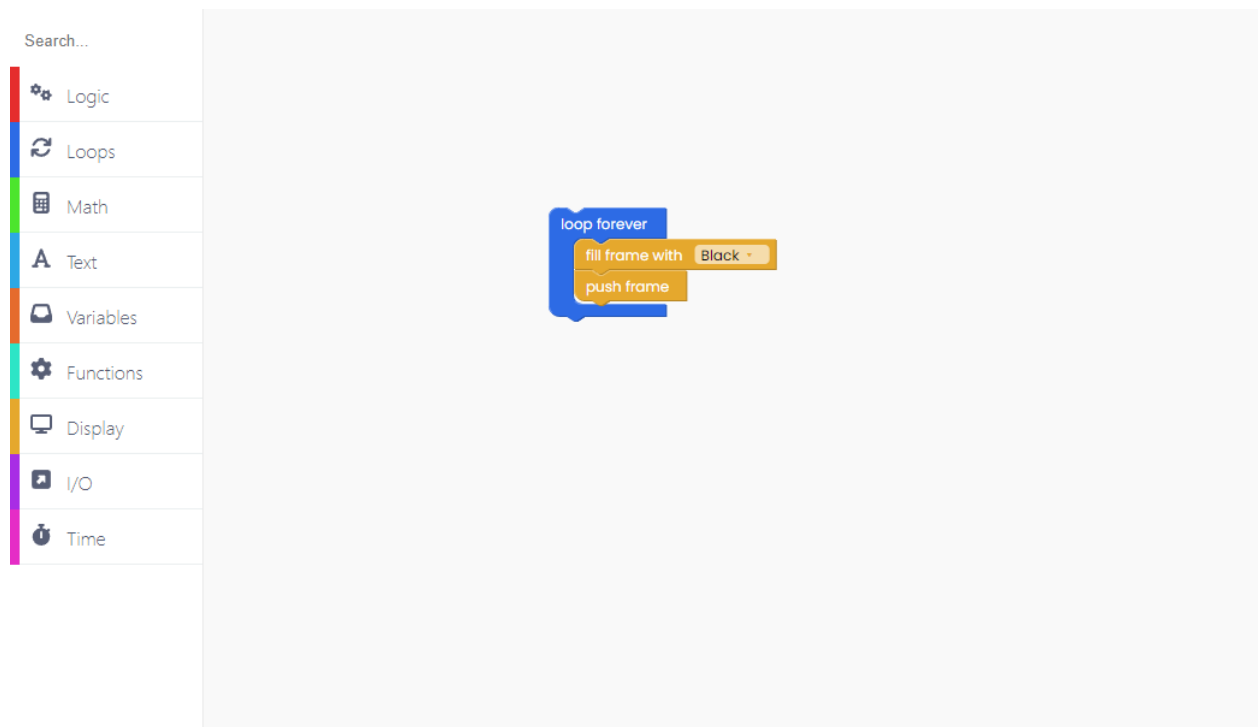 Search...
Logic
Loops
Math
Text
Variables
Functions
Display
I/O
Time
loop forever
fill frame with Black
push frame